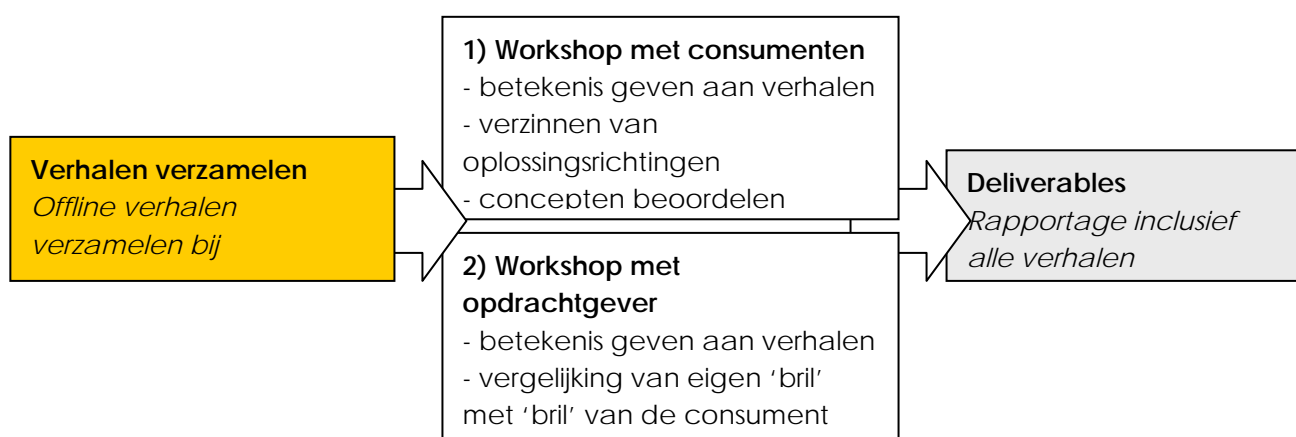 Verhalen verzamelen
Offline verhalen
verzamelen bij
1) Workshop met consumenten
- betekenis geven aan verhalen
- verzinnen van
oplossingsrichtingen
- concepten beoordelen
2) Workshop met
opdrachtgever
- betekenis geven aan verhalen
- vergelijking van eigen ‘bril’
met ‘bril’ van de consument
Deliverables
Rapportage inclusief
alle verhalen